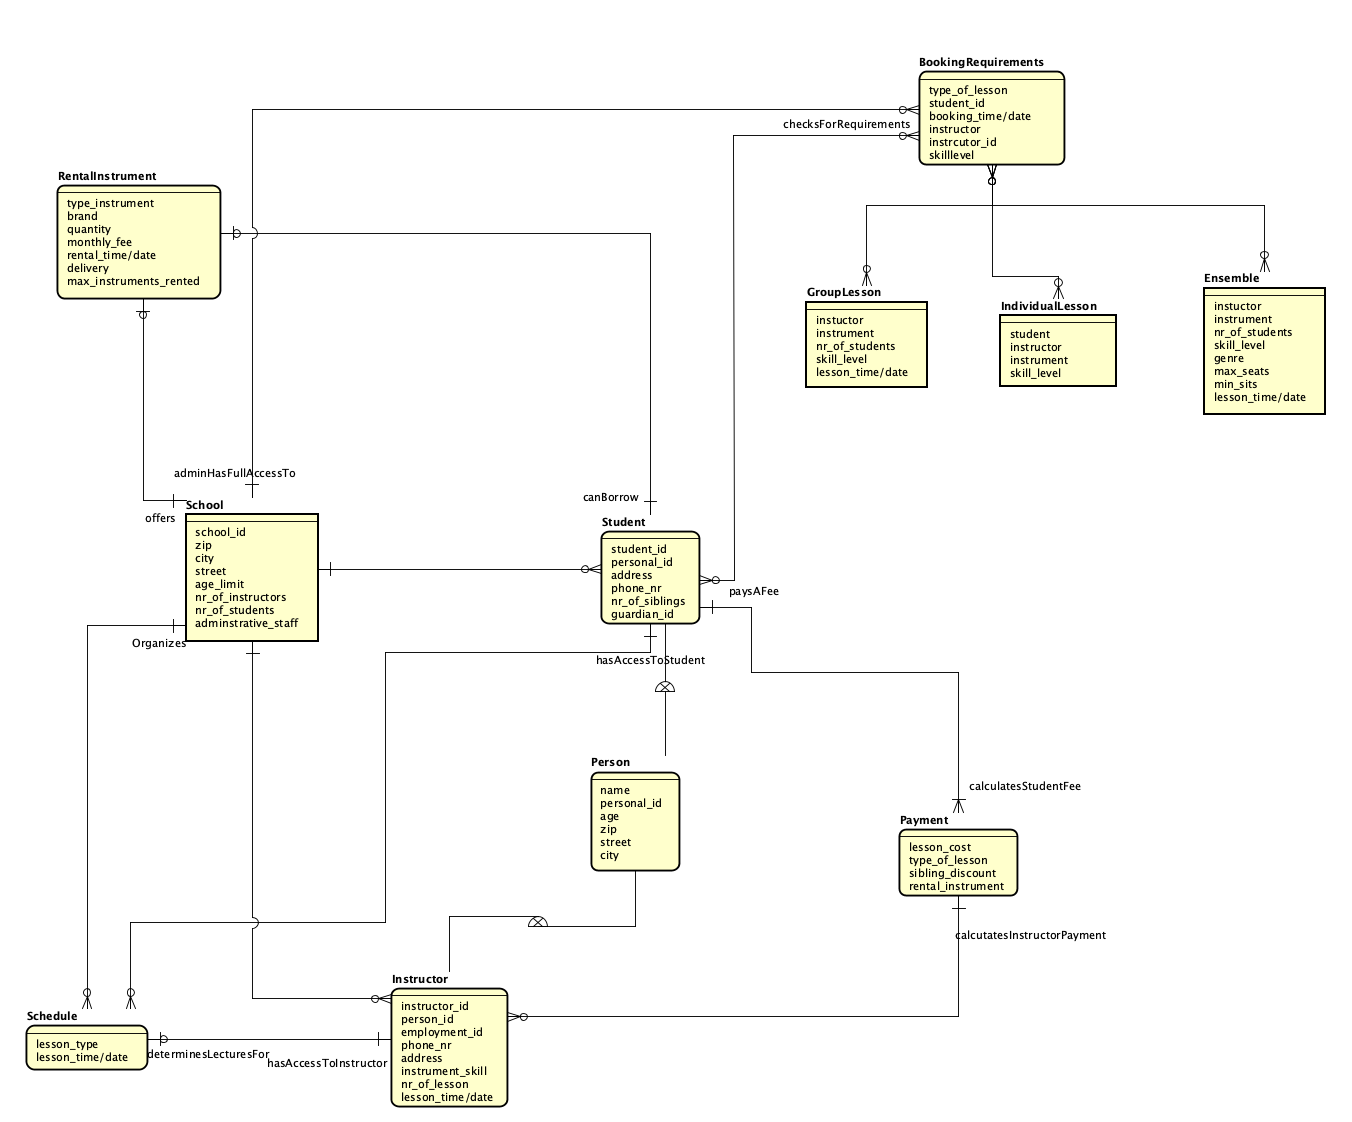 BookingRequirements
type_of_lesson
student_id
booking_time/date
instructor
instrcutor_id
skilllevel
checksForRequirements
RentalInstrument
type_instrument
brand
quantity
monthly_fee
rental_time/date
delivery
max_instruments_rented
GroupLesson
instuctor
instrument
nr_of_students
skill_level
lesson_time/date
IndividualLesson
student
instructor
instrument
skill_level
Ensemble
instuctor
instrument
nr_of_students
skill_level
genre
max_seats
min_sits
lesson_time/date
adminHasFullAccessTo
offers
School
school_id
zip
city
street
age_limit
nr_of_instructors
nr_of_students
adminstrative_staff
Organizes
canBorrow
Student
student_id
personal_id
address
phone_nr
nr_of_siblings
guardian_id
paysAFee
hasAccessToStudent
Person
name
personal_id
age
zip
street
city
calculatesStudentFee
Payment
lesson_cost
type_of_lesson
sibling_discount
rental_instrument
calcutatesInstructorPayment
Instructor
instructor_id
person_id
employment_id
phone_nr
address
instrument_skill
nr_of_lesson
lesson_time/date
Schedule
lesson_type
lesson_time/date
determinesLecturesFor
hasAccessToInstructor